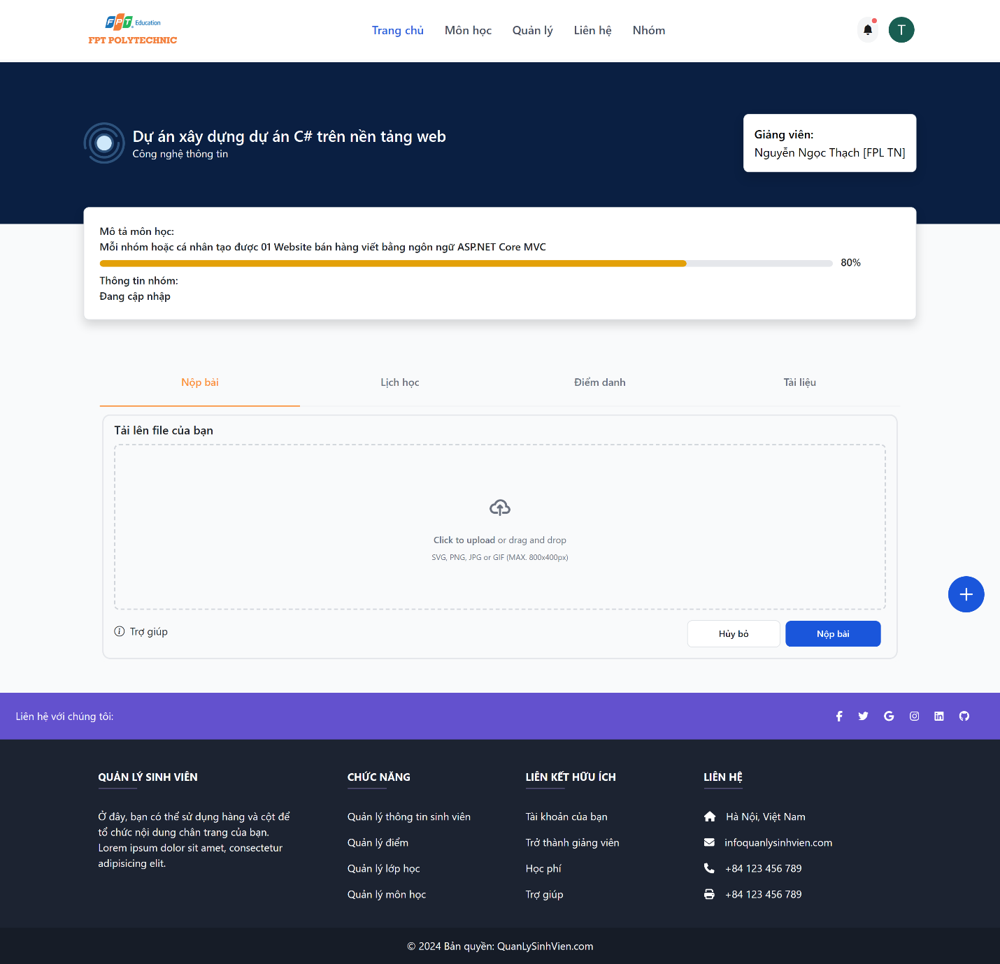 FPT Education
FPT POLYTECHNIC
Trang chủ
Môn học
Quản lý
Liên hệ
Nhóm
T
Dự án xây dựng dự án C# trên nền tảng web
Công nghệ thông tin
Giảng viên:
Nguyễn Ngọc Thạch [FPL TN]
Mô tả môn học:
Mỗi nhóm hoặc cá nhân tạo được 01 Website bán hàng viết bằng ngôn ngữ ASP.NET Core MVC
80%
Thông tin nhóm:
Đang cập nhập
Nộp bài
Lịch học
Điểm danh
Tài liệu
Tải lên file của bạn
Click to upload or drag and drop
SVG, PNG, JPG or GIF (MAX. 800x400px)
Trợ giúp
Hủy bỏ
Nộp bài
Liên hệ với chúng tôi:
QUẢN LÝ SINH VIÊN
Ở đây, bạn có thể sử dụng hàng và cột để
tổ chức nội dung chân trang của bạn.
Lorem ipsum dolor sit amet, consectetur
adipisicing elit.
CHỨC NĂNG
Quản lý thông tin sinh viên
Quản lý điểm
Quản lý lớp học
Quản lý môn học
LIÊN KẾT HỮU ÍCH
Tài khoản của bạn
Trở thành giảng viên
Học phí
Trợ giúp
LIÊN HỆ
Hà Nội, Việt Nam
infoquanlysinhvien.com
+84 123 456 789
+84 123 456 789
© 2024 Bản quyền: QuanLySinhVien.com